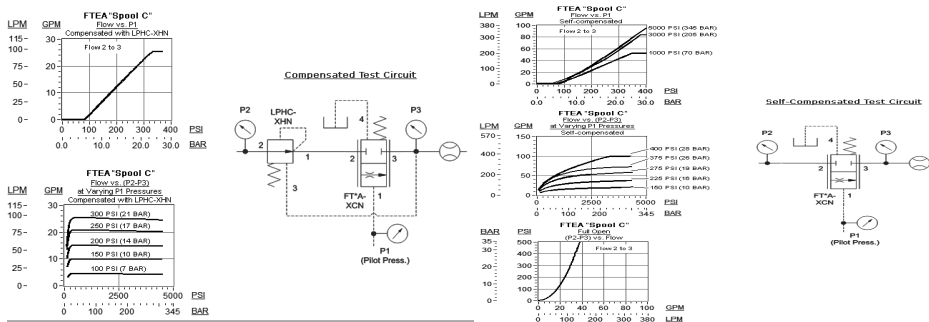 FTEA "Spool C"
Flow vs. P1
Compensated with LPHC-XHN
LPM GPM
Flow 2 to 3
115 30
100
75 20
50 10
25
0 0
0 100 200 300 400 PSI
0.0 10.0 20.0 30.0 BAR
FTEA "Spool C"
Flow vs. (P2-P3)
at Varying P1 Pressures
Compensated with LPHC-XHN
LPM GPM
115 30
100
75 20
50 10
25
0 0
300 PSI (21 BAR)
250 PSI (17 BAR)
200 PSI (14 BAR)
150 PSI (10 BAR)
100 PSI (7 BAR)
0 2500 5000 PSI
0 100 200 345 BAR
Compensated Test Circuit
P2
LPHC-
XHN
4
P3
2 1 2 3
3
FT*A-
XCN
1
P1
(Pilot Press.)
FTEA "Spool C"
Flow vs. P1
Self-compensated
LPM GPM
Flow 2 to 3
380 100
300 80
200 60
40
100 20
0 0
5000 PSI (345 BAR)
3000 PSI (205 BAR)
1000 PSI (70 BAR)
0 100 200 300 400 PSI
0.0 10.0 20.0 30.0 BAR
FTEA "Spool C"
Flow vs. (P2-P3)
at Varying P1 Pressures
Self-compensated
LPM GPM
570 150
400 100
200 50
0 0
400 PSI (28 BAR)
375 PSI (26 BAR)
275 PSI (19 BAR)
225 PSI (16 BAR)
150 PSI (10 BAR)
0 2500 5000 PSI
0 100 200 345 BAR
FTEA "Spool C"
Full Open
(P2-P3) vs. Flow
BAR PSI
35 500
30 400
20 300
200
10 100
0 0
0 20 40 60 80 100 GPM
0 100 200 300 380 LPM
Self-Compensated Test Circuit
P2
4
P3
2 3
FT*A-
XCN
1
P1
(Pilot Press.)